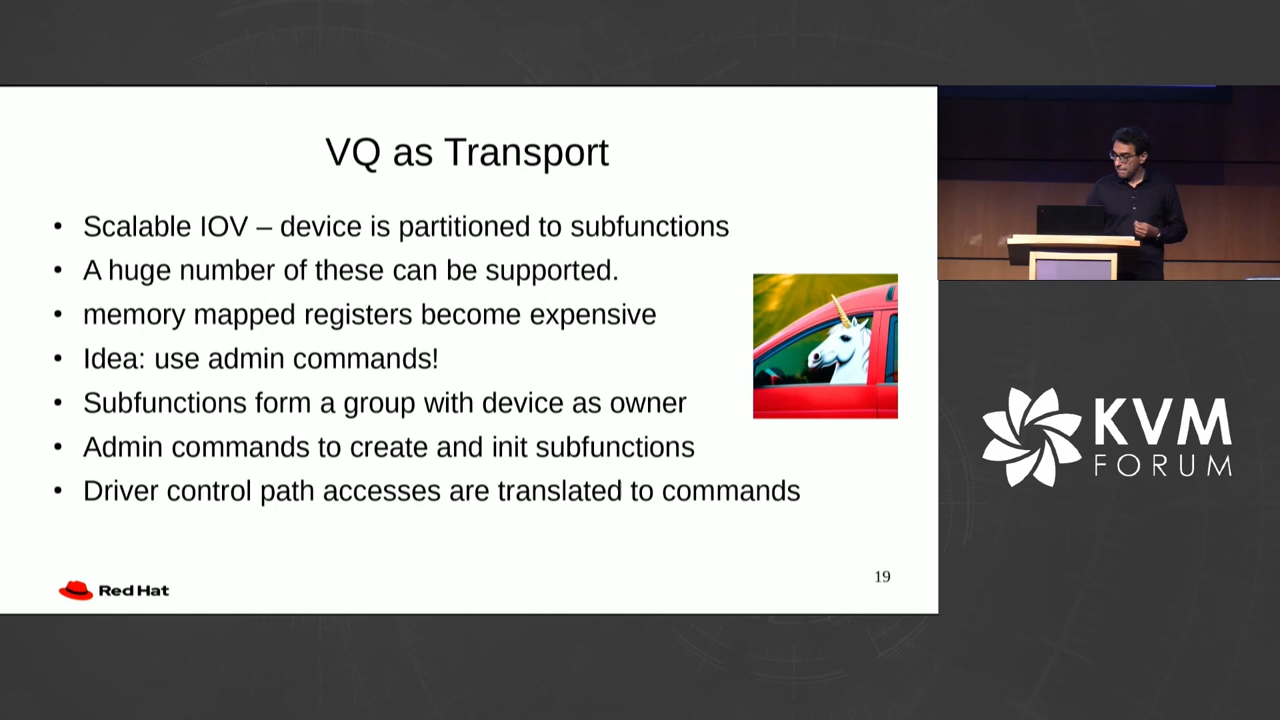 VQ as Transport
• Scalable IOV – device is partitioned to subfunctions
• A huge number of these can be supported.
• memory mapped registers become expensive
• Idea: use admin commands!
• Subfunctions form a group with device as owner
• Admin commands to create and init subfunctions
• Driver control path accesses are translated to commands
Red Hat
19
KVM
FORUM